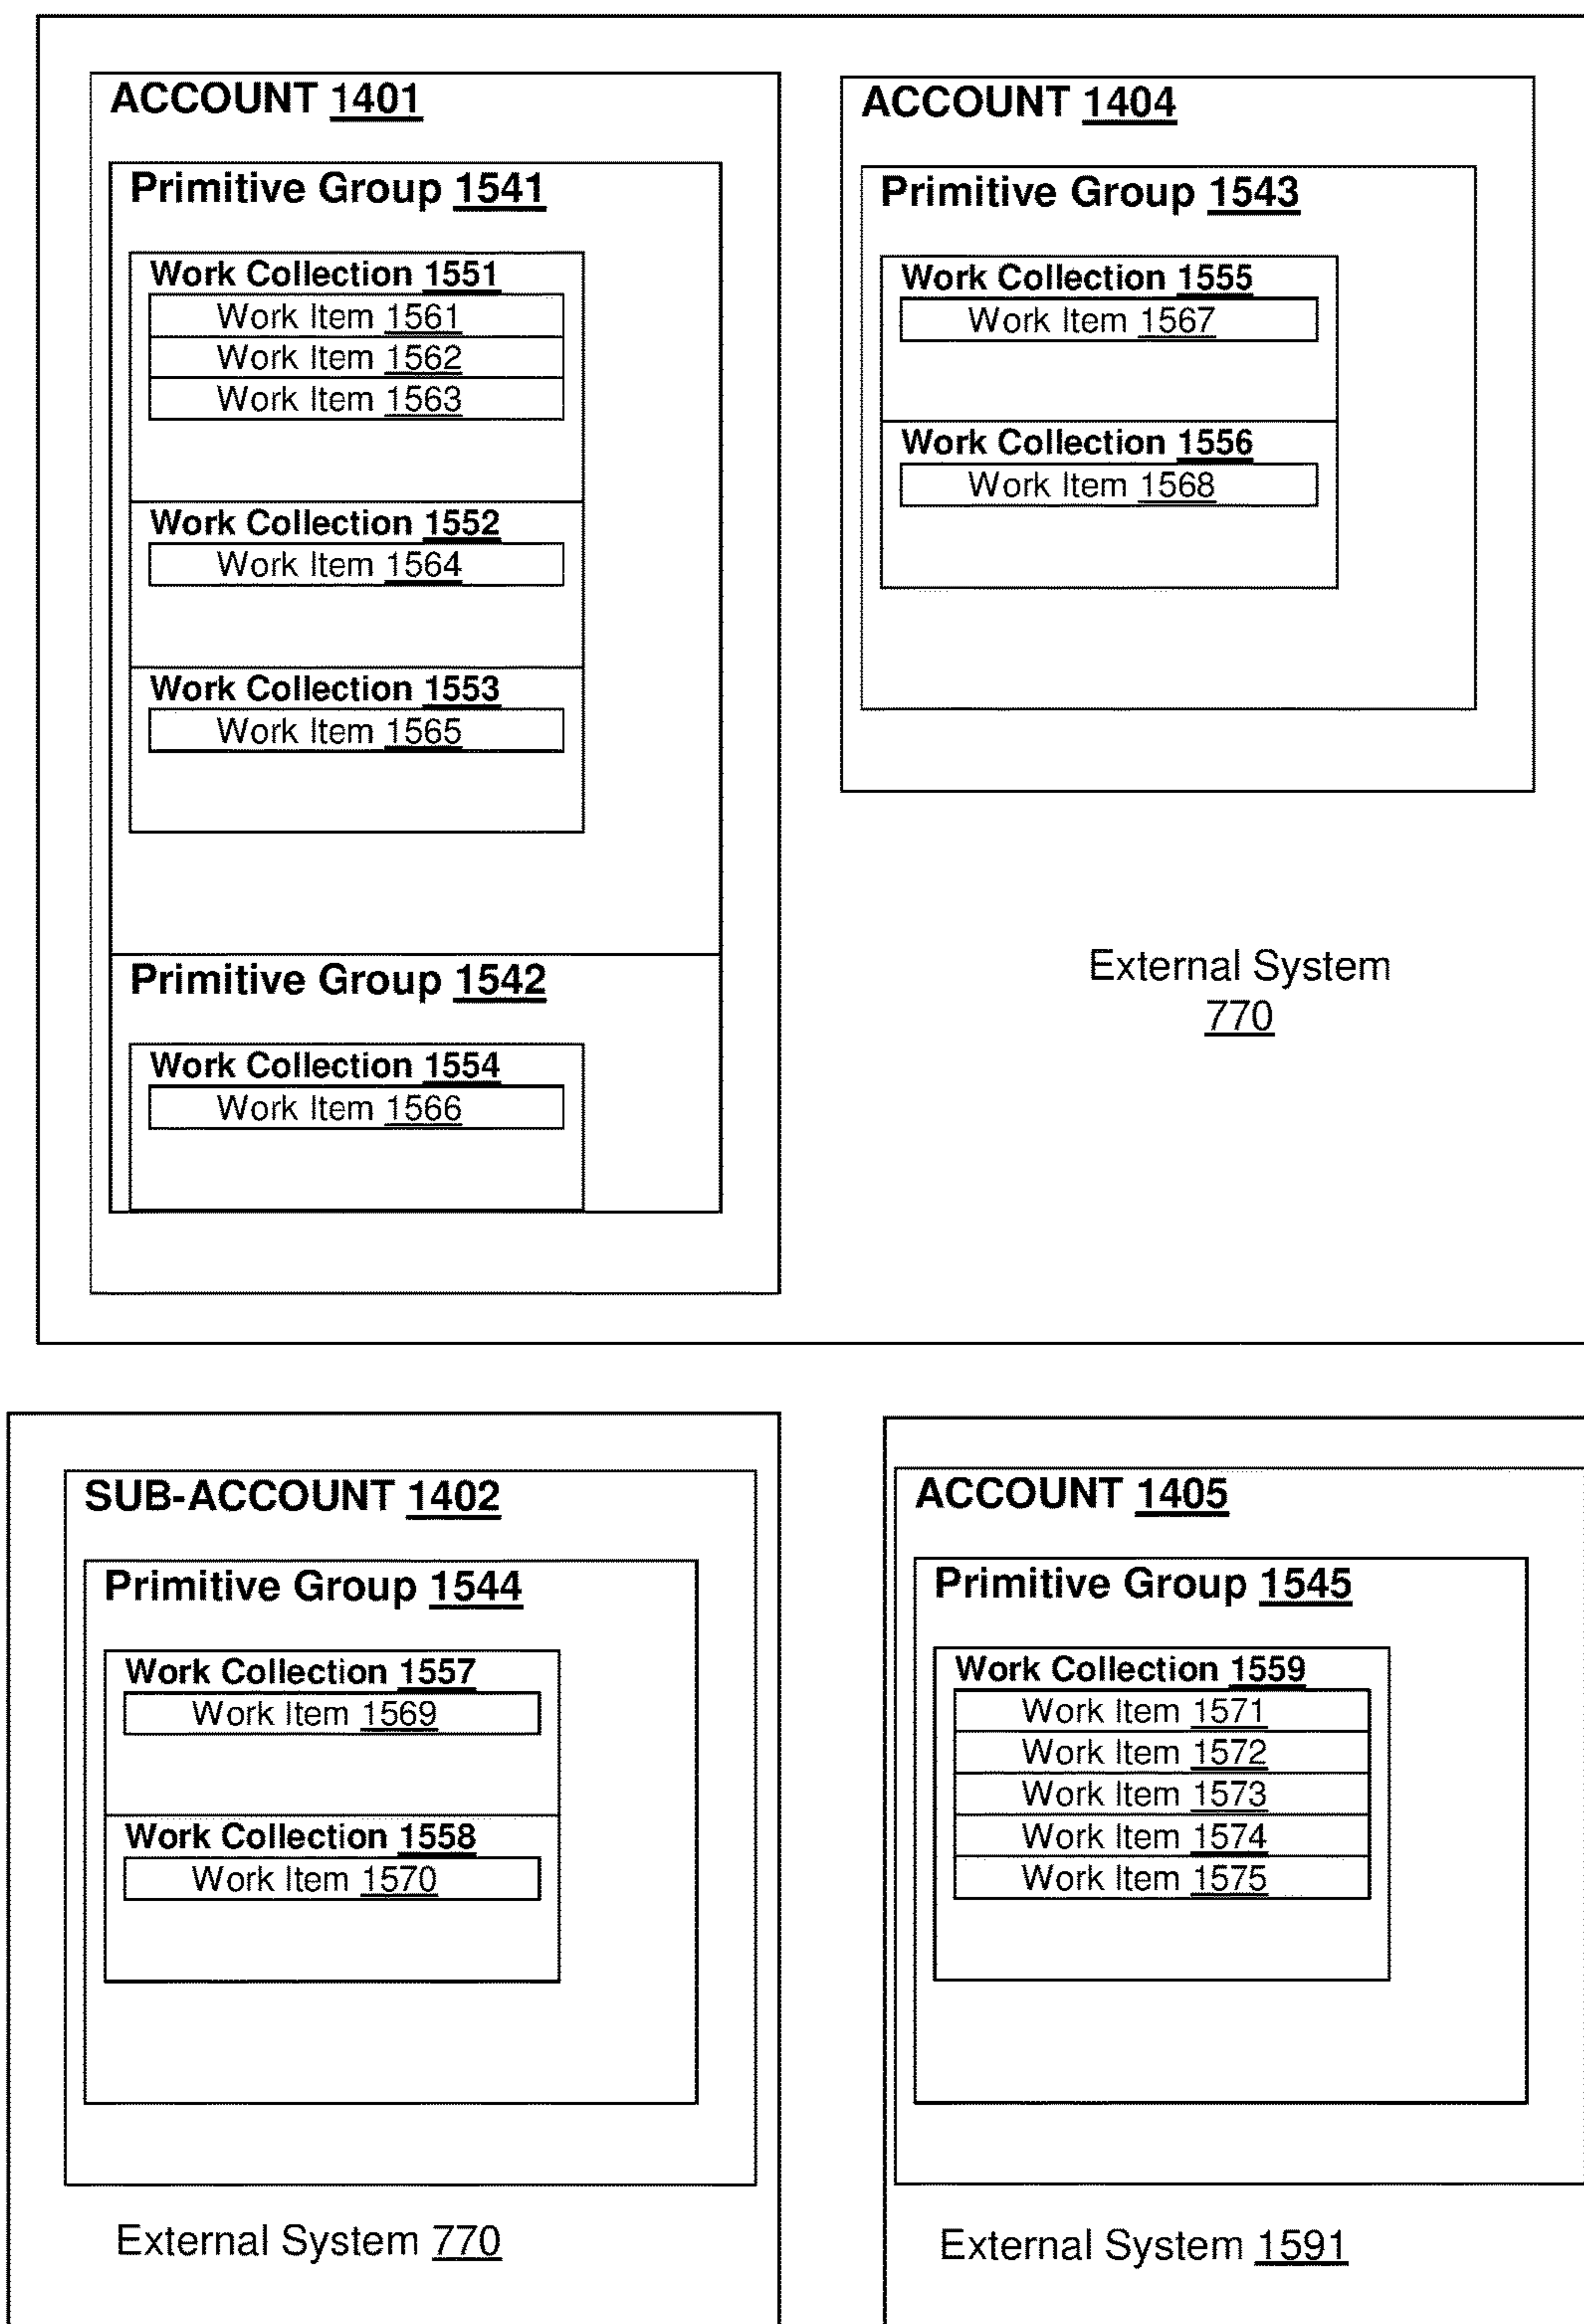 ACCOUNT 1401
Primitive Group 1541
Work Collection 1551
Work Item 1561
Work Item 1562
Work Item 1563
Work Collection 1552
Work Item 1564
Work Collection 1553
Work Item 1565
Primitive Group 1542
Work Collection 1554
Work Item 1566
ACCOUNT 1404
Primitive Group 1543
Work Collection 1555
Work Item 1567
Work Collection 1556
Work Item 1568
External System
770
SUB-ACCOUNT 1402
Primitive Group 1544
Work Collection 1557
Work Item 1569
Work Collection 1558
Work Item 1570
External System 770
ACCOUNT 1405
Primitive Group 1545
Work Collection 1559
Work Item 1571
Work Item 1572
Work Item 1573
Work Item 1574
Work Item 1575
External System 1591